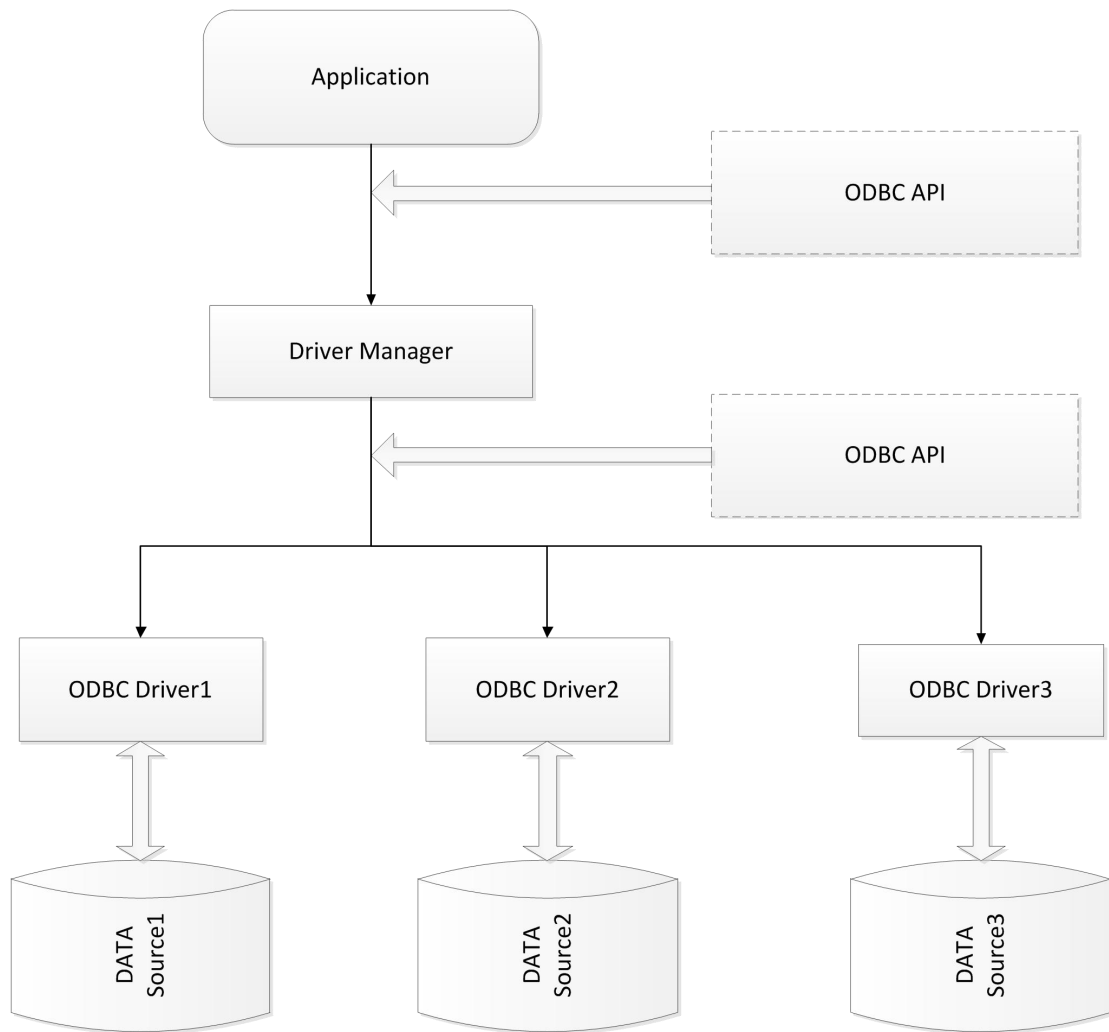 Application
ODBC API
Driver Manager
ODBC API
ODBC Driver1
ODBC Driver2
ODBC Driver3
DATA
Source1
DATA
Source2
DATA
Source3